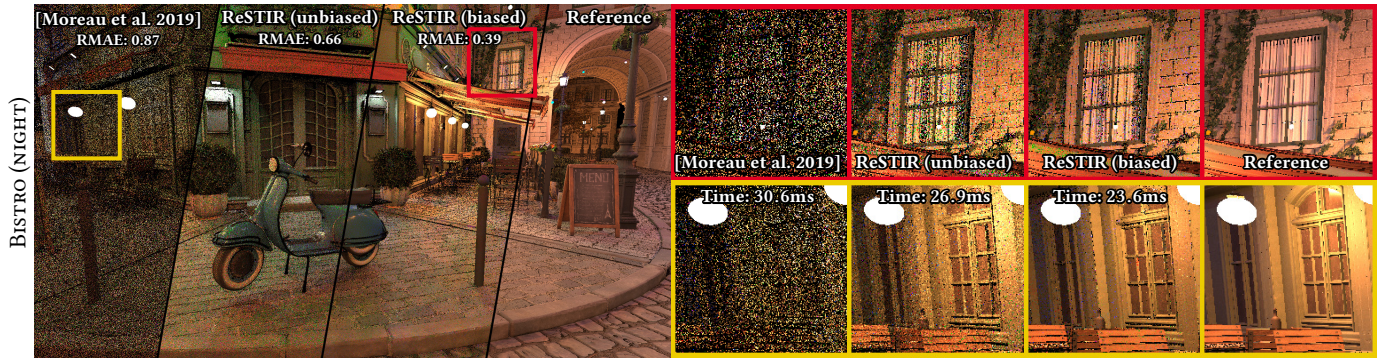 BISTRO (NIGHT)
[Moreau et al. 2019]
RMAE: 0.87
ReSTIR (unbiased)
RMAE: 0.66
ReSTIR (biased)
RMAE: 0.39
Reference
MENU
[Moreau et al. 2019]
ReSTIR (unbiased)
ReSTIR (biased)
Reference
Time: 30.6ms
Time: 26.9ms
Time: 23.6ms